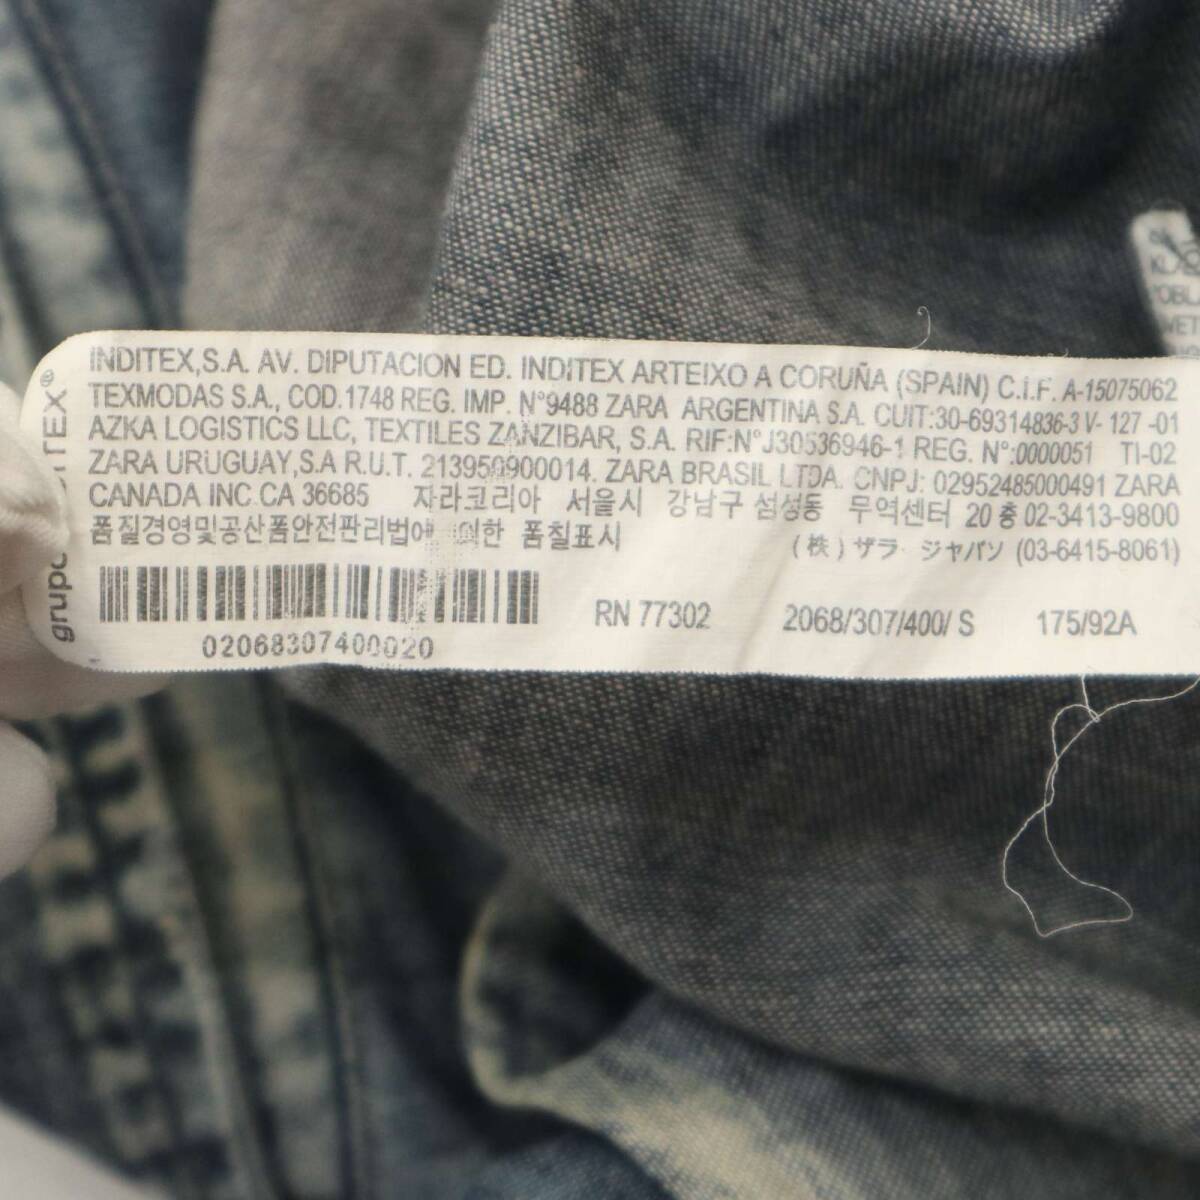 INDITEX,S.A. AV. DIPUTACION ED. INDITEX ARTEIXO A CORUÑA (SPAIN) C.I.F. A-15075062
TEXMODAS S.A., COD.1748 REG. IMP. N°9488 ZARA ARGENTINA S.A. CUIT:30-69314836-3 V- 127 -01
AZKA LOGISTICS LLC, TEXTILES ZANZIBAR, S.A. RIF:N°J30536946-1 REG. N°:0000051 TI-02
ZARA URUGUAY,S.A R.U.T. 213950900014. ZARA BRASIL LTDA. CNPJ: 02952485000491 ZARA
CANADA INC.CA 36685 자라코리아 서울시 강남구 섬성동 무역센터 20 층 02-3413-9800
품질경영및공산품안전판리법에 의한 품칠표시 (株) ザラ ジャパン (03-6415-8061)
02068307400020
RN 77302 2068/307/400/ S 175/92A
grupo